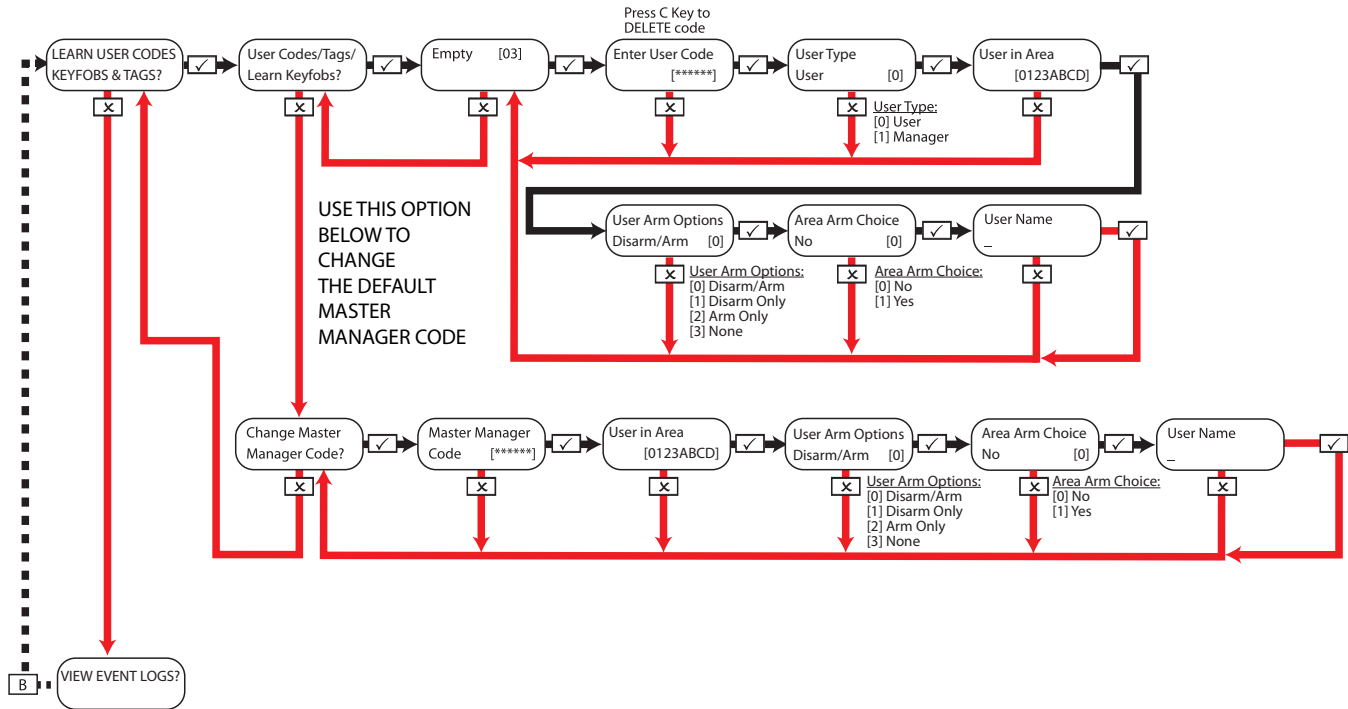 Press C Key to
DELETE code
LEARN USER CODES
KEYFOBS & TAGS?
✓
User Codes/Tags/
Learn Keyfobs?
✓
Empty [03]
✓
Enter User Code
[******]
✓
User Type
User [0]
✓
User in Area
[0123ABCD]
✓
x
x
x
x
x
User Type:
[0] User
[1] Manager
x
USE THIS OPTION
BELOW TO
CHANGE
THE DEFAULT
MASTER
MANAGER CODE
User Arm Options
Disarm/Arm [0]
✓
Area Arm Choice
No [0]
✓
User Name
_
✓
x
User Arm Options:
[0] Disarm/Arm
[1] Disarm Only
[2] Arm Only
[3] None
x
Area Arm Choice:
[0] No
[1] Yes
x
Change Master
Manager Code?
✓
Master Manager
Code [******]
✓
User in Area
[0123ABCD]
✓
User Arm Options
Disarm/Arm [0]
✓
Area Arm Choice
No [0]
✓
User Name
_
✓
x
x
x
x
User Arm Options:
[0] Disarm/Arm
[1] Disarm Only
[2] Arm Only
[3] None
x
Area Arm Choice:
[0] No
[1] Yes
x
VIEW EVENT LOGS?
B